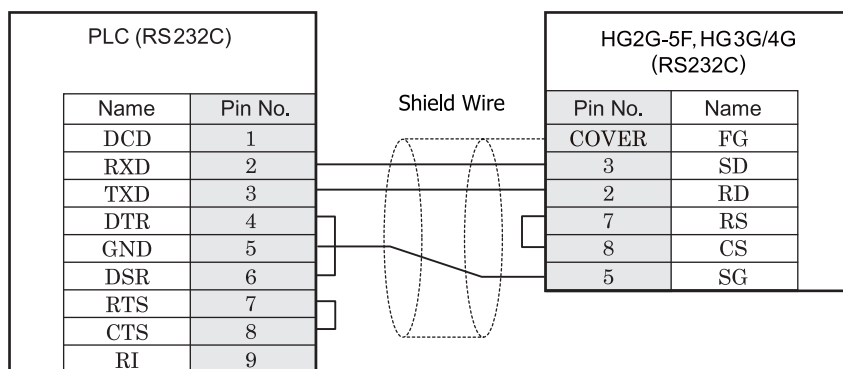 PLC (RS232C)
HG2G-5F, HG3G/4G
(RS232C)
Shield Wire
Name Pin No.
DCD 1
RXD 2
TXD 3
DTR 4
GND 5
DSR 6
RTS 7
CTS 8
RI 9
Pin No. Name
COVER FG
3 SD
2 RD
7 RS
8 CS
5 SG